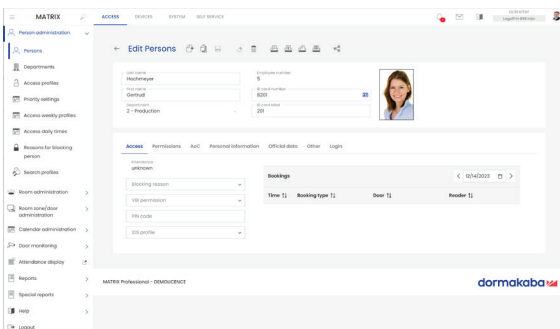 MATRIX
ACCESS DEVICES SYSTEM SELF SERVICE
Person administration
Persons
Departments
Access profiles
Priority settings
Access weekly profiles
Access daily times
Reasons for blocking
person
Search profiles
Room administration
Room zone/door
administration
Calendar administration
Door monitoring
Attendance display
Reports
Special reports
Help
Logout
Edit Persons
Last name
Hochmeyer
First name
Gertrud
Department
2 - Production
Employee number
5
ID card number
8201
ID card label
201
Access Permissions AoC Personal information Official data Other Login
Attendance
unknown
Blocking reason
VIP permission
PIN code
IDS profile
Bookings
12/14/2023
Time Booking type Door Reader
MATRIX Professional - DEMOLICENCE
dormakaba